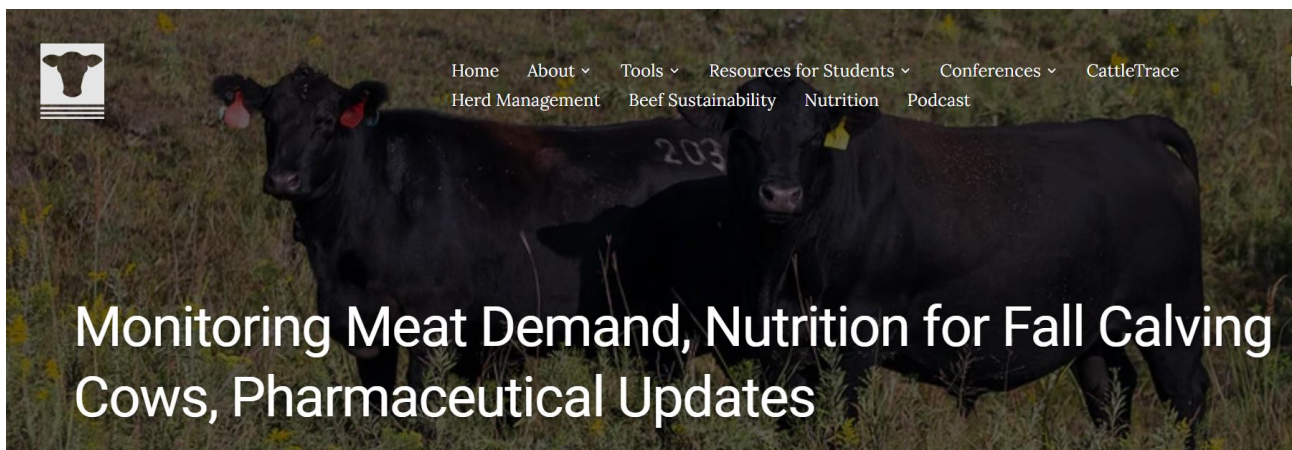 Home About Tools Resources for Students Conferences CattleTrace
Herd Management Beef Sustainability Nutrition Podcast
203
Monitoring Meat Demand, Nutrition for Fall Calving
Cows, Pharmaceutical Updates